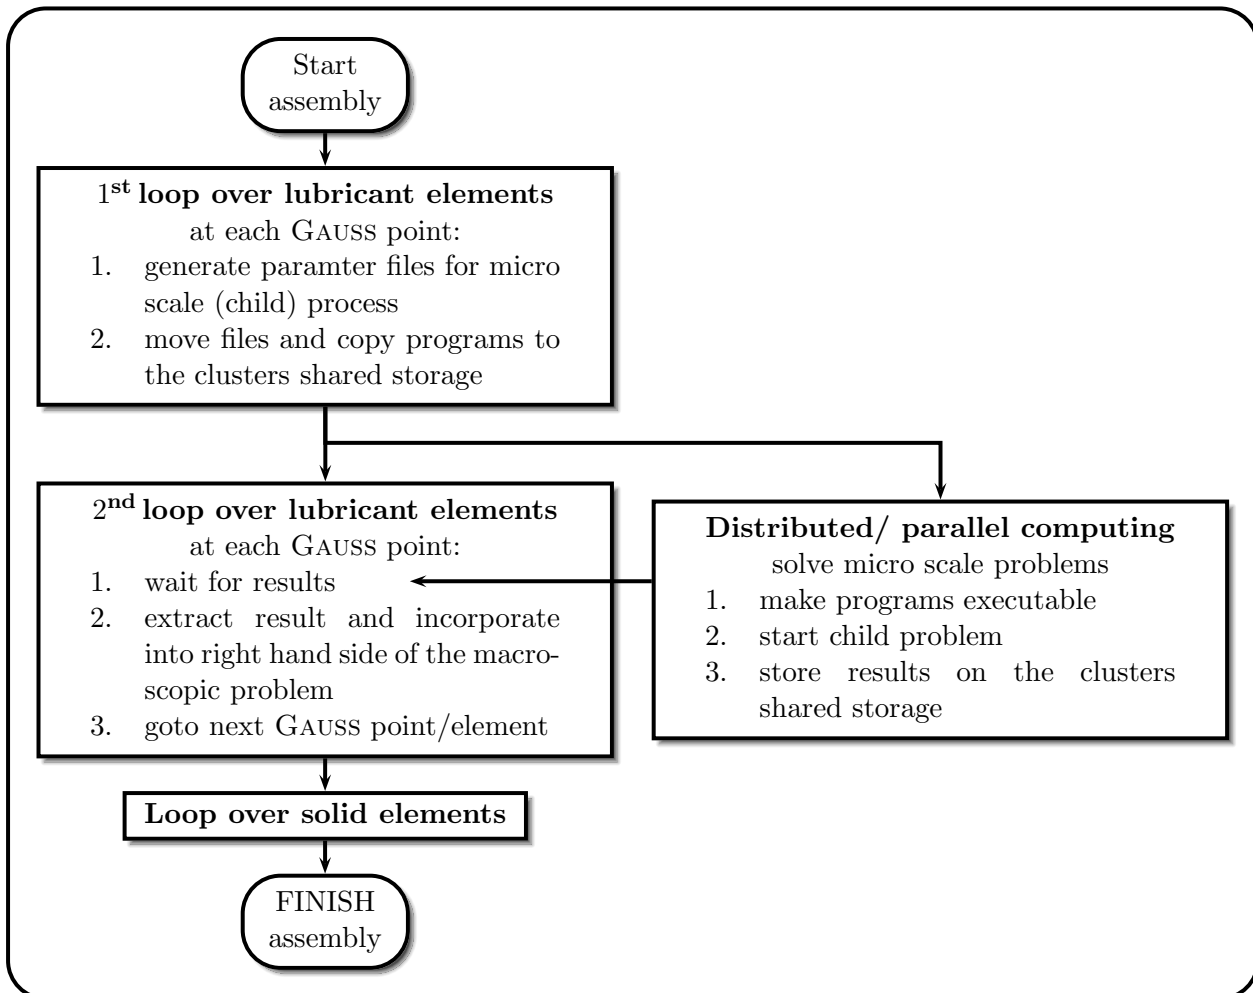 Start
assembly
1st loop over lubricant elements
at each GAUSS point:
1. generate paramter files for micro
scale (child) process
2. move files and copy programs to
the clusters shared storage
2nd loop over lubricant elements
at each GAUSS point:
1. wait for results
2. extract result and incorporate
into right hand side of the macro-
scopic problem
3. goto next GAUSS point/element
Distributed/ parallel computing
solve micro scale problems
1. make programs executable
2. start child problem
3. store results on the clusters
shared storage
Loop over solid elements
FINISH
assembly